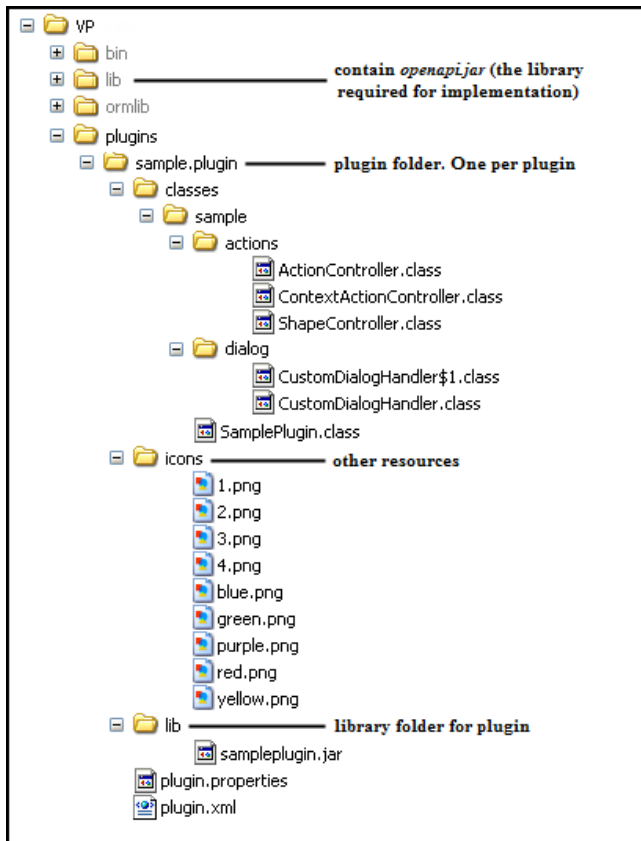 VP
bin
lib
contain openapi.jar (the library
required for implementation)
ormlib
plugins
sample.plugin
plugin folder. One per plugin
classes
sample
actions
ActionController.class
ContextActionController.class
ShapeController.class
dialog
CustomDialogHandler$1.class
CustomDialogHandler.class
SamplePlugin.class
icons
other resources
1.png
2.png
3.png
4.png
blue.png
green.png
purple.png
red.png
yellow.png
lib
library folder for plugin
sampleplugin.jar
plugin.properties
plugin.xml